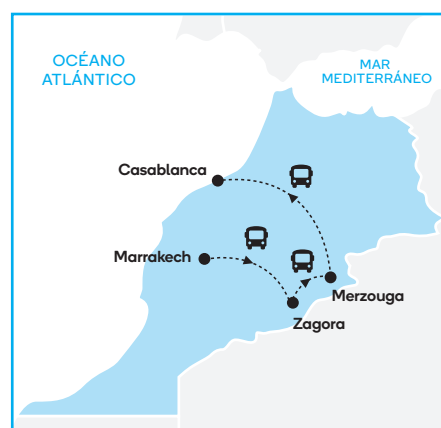 OCÉANO
ATLÁNTICO
MAR
MEDITERRÁNEO
Casablanca
Marrakech
Merzouga
Zagora